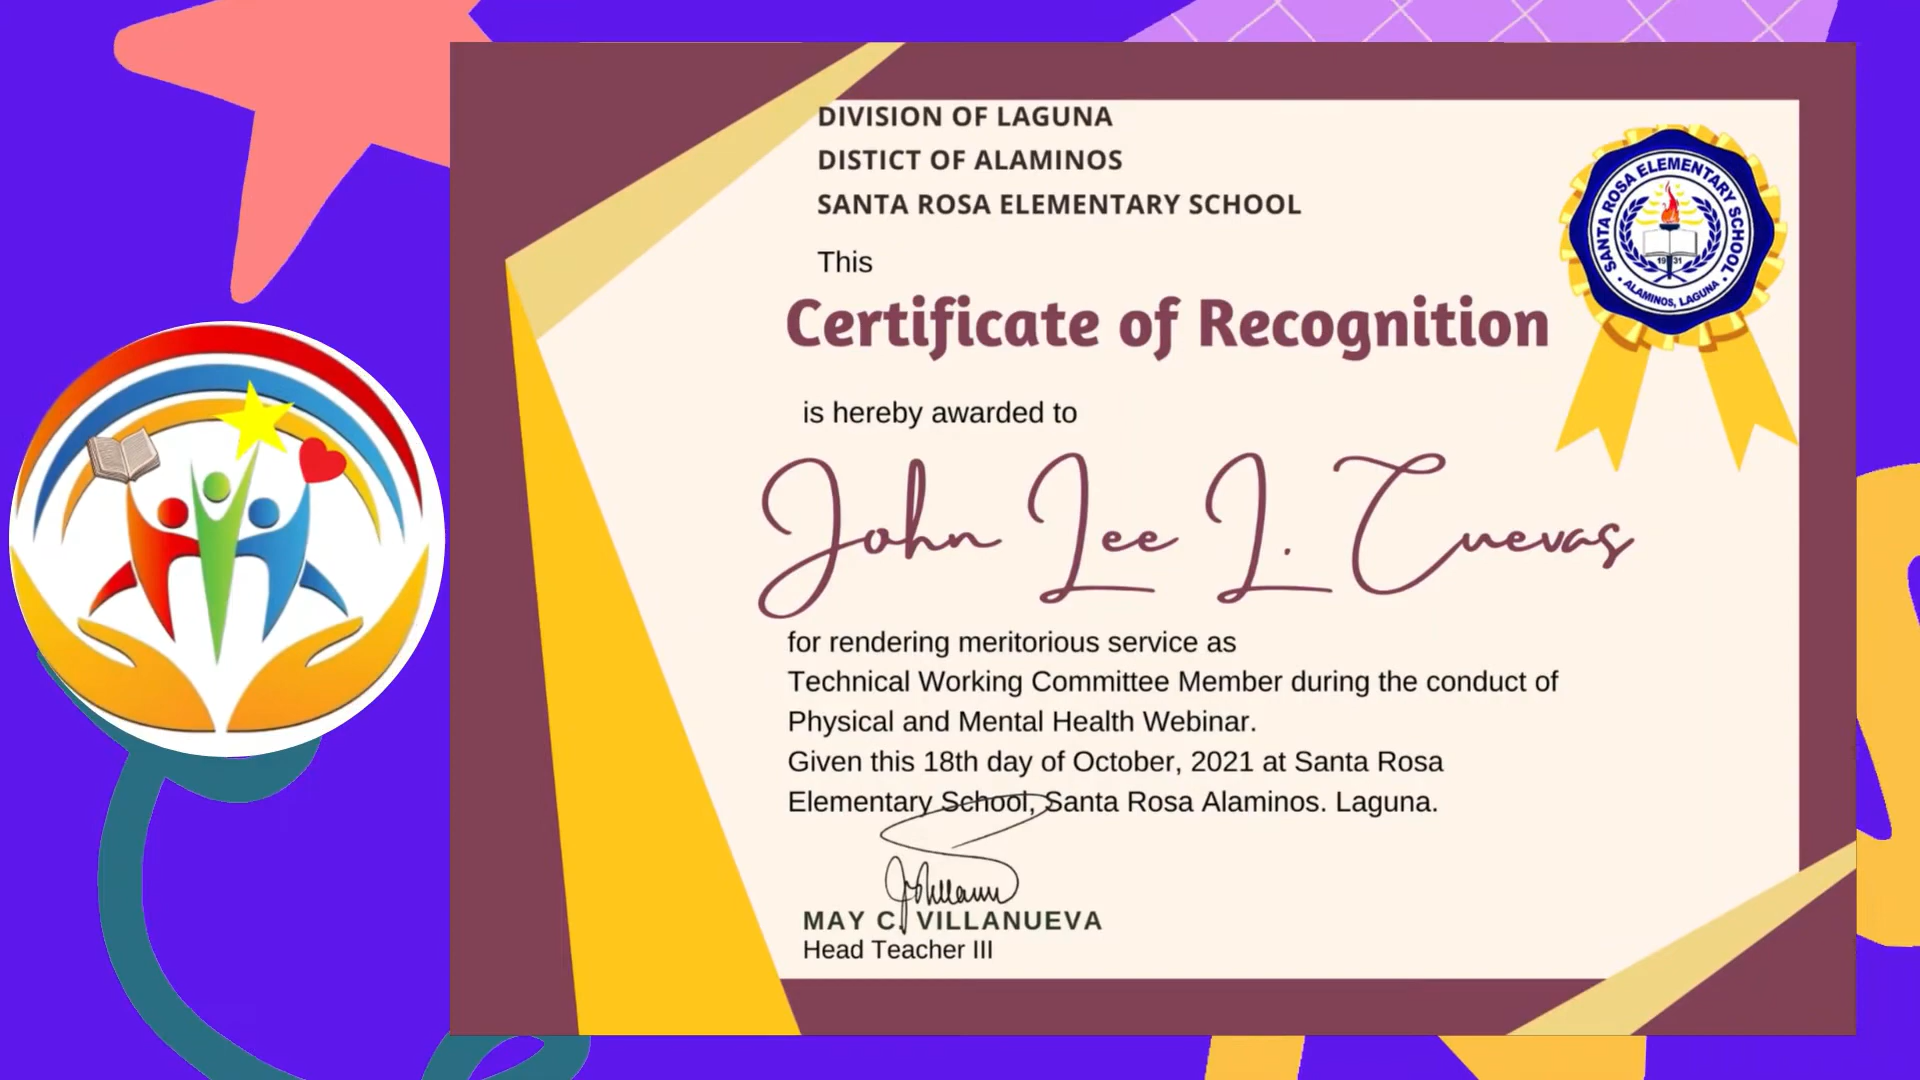 DIVISION OF LAGUNA
DISTICT OF ALAMINOS
SANTA ROSA ELEMENTARY SCHOOL
This
Certificate of Recognition
is hereby awarded to
John Lee L. Cuevas
for rendering meritorious service as
Technical Working Committee Member during the conduct of
Physical and Mental Health Webinar.
Given this 18th day of October, 2021 at Santa Rosa
Elementary School, Santa Rosa Alaminos. Laguna.
MAY C. VILLANUEVA
Head Teacher III
SANTA ROSA ELEMENTARY SCHOOL
1931
• ALAMINOS, LAGUNA •